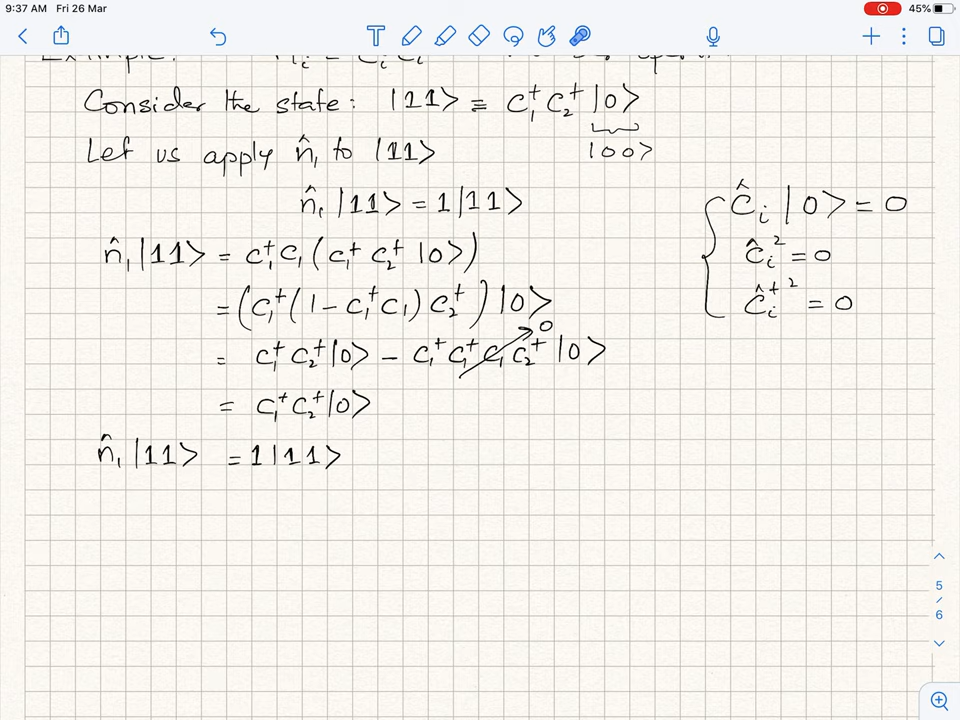 9:37 AM Fri 26 Mar
45%
T
Consider the state: |11> ≡ c₁⁺ c₂⁺ |0>
|00>
Let us apply n̂₁ to |11>
n̂₁ |11> = 1 |11>
ĉᵢ |0> = 0
n̂₁ |11> = c₁⁺ c₁ (c₁⁺ c₂⁺ |0>)
ĉᵢ² = 0
= (c₁⁺ (1 - c₁⁺ c₁) c₂⁺) |0>
ĉᵢ⁺² = 0
= c₁⁺ c₂⁺ |0> - c₁⁺ c₁⁺ c₁ c₂⁺ |0> 0
= c₁⁺ c₂⁺ |0>
n̂₁ |11> = 1 |11>
5
/
6